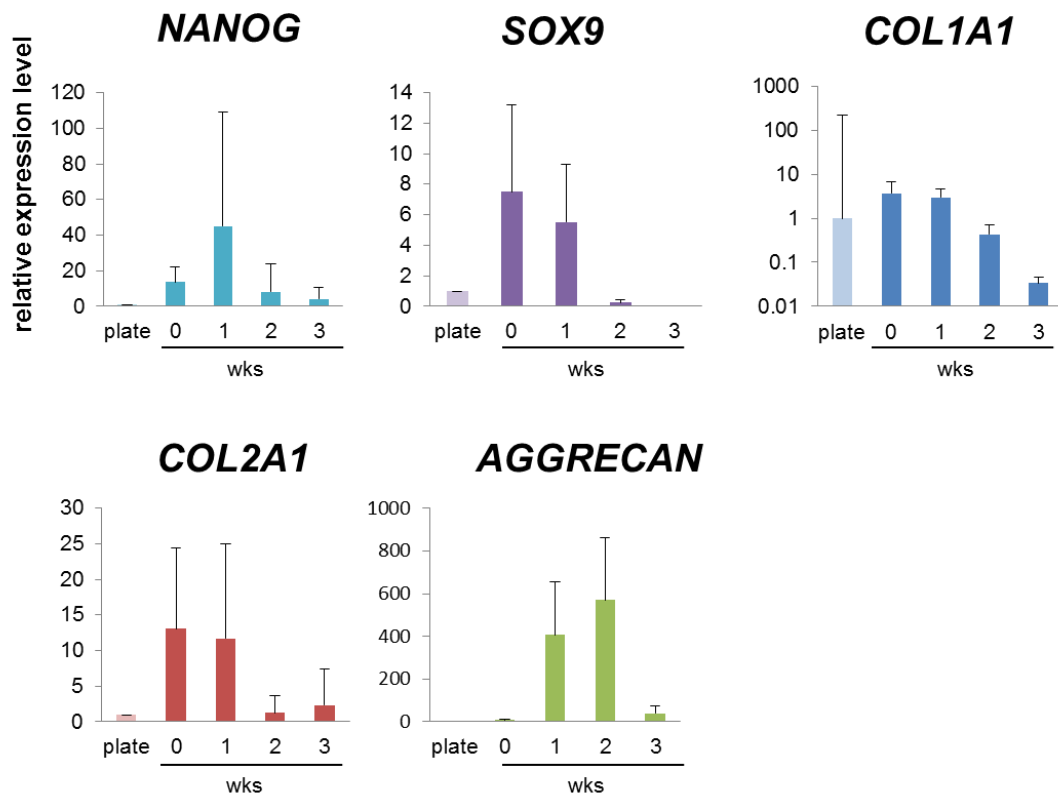 NANOG
SOX9
COL1A1
relative expression level
120
100
80
60
40
20
0
plate 0 1 2 3
wks
14
12
10
8
6
4
2
0
plate 0 1 2 3
wks
1000
100
10
1
0.1
0.01
plate 0 1 2 3
wks
COL2A1
AGGRECAN
30
25
20
15
10
5
0
plate 0 1 2 3
wks
1000
800
600
400
200
0
plate 0 1 2 3
wks